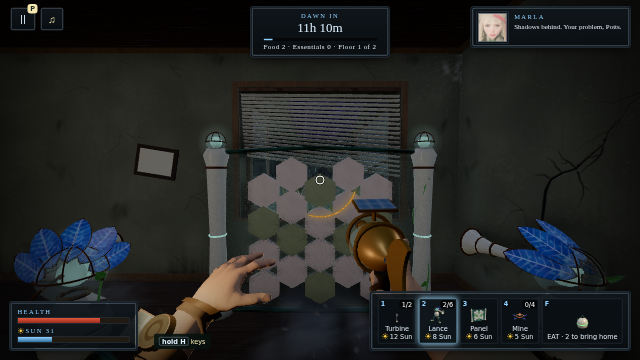 P
DAWN IN
11h 10m
Food 2 · Essentials 0 · Floor 1 of 2
MARLA
Shadows behind. Your problem, Potts.
HEALTH
SUN 51
hold H keys
1 1/2
Turbine
12 Sun
2 2/6
Lance
8 Sun
3
Panel
6 Sun
4 0/4
Mine
5 Sun
F
EAT · 2 to bring home